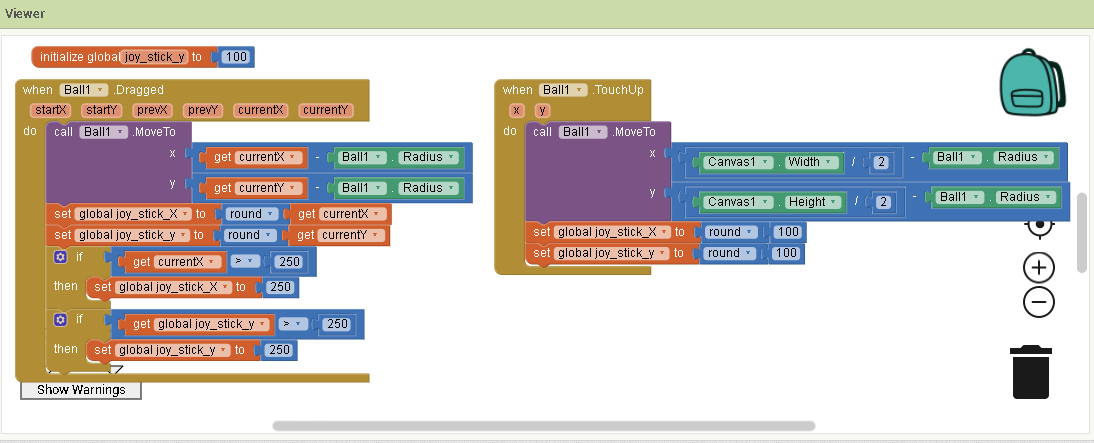 Viewer
initialize global joy_stick_y to 100
when Ball1 .Dragged
startX startY prevX prevY currentX currentY
do call Ball1 .MoveTo
x get currentX - Ball1 . Radius
y get currentY - Ball1 . Radius
set global joy_stick_X to round get currentX
set global joy_stick_y to round get currentY
if get currentX > 250
then set global joy_stick_X to 250
if get global joy_stick_y > 250
then set global joy_stick_y to 250
Show Warnings
when Ball1 .TouchUp
x y
do call Ball1 .MoveTo
x Canvas1 . Width / 2 - Ball1 . Radius
y Canvas1 . Height / 2 - Ball1 . Radius
set global joy_stick_X to round 100
set global joy_stick_y to round 100